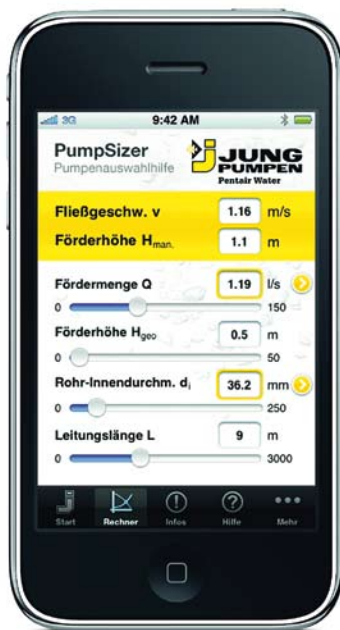 3G 9:42 AM
PumpSizer
Pumpenauswahlhilfe
JUNG
PUMPEN
Pentair Water
Fließgeschw. v 1.16 m/s
Förderhöhe Hman. 1.1 m
Fördermenge Q 1.19 l/s
0 150
Förderhöhe Hgeo 0.5 m
0 50
Rohr-Innendurchm. di 36.2 mm
0 250
Leitungslänge L 9 m
0 3000
Start Rechner Infos Hilfe Mehr